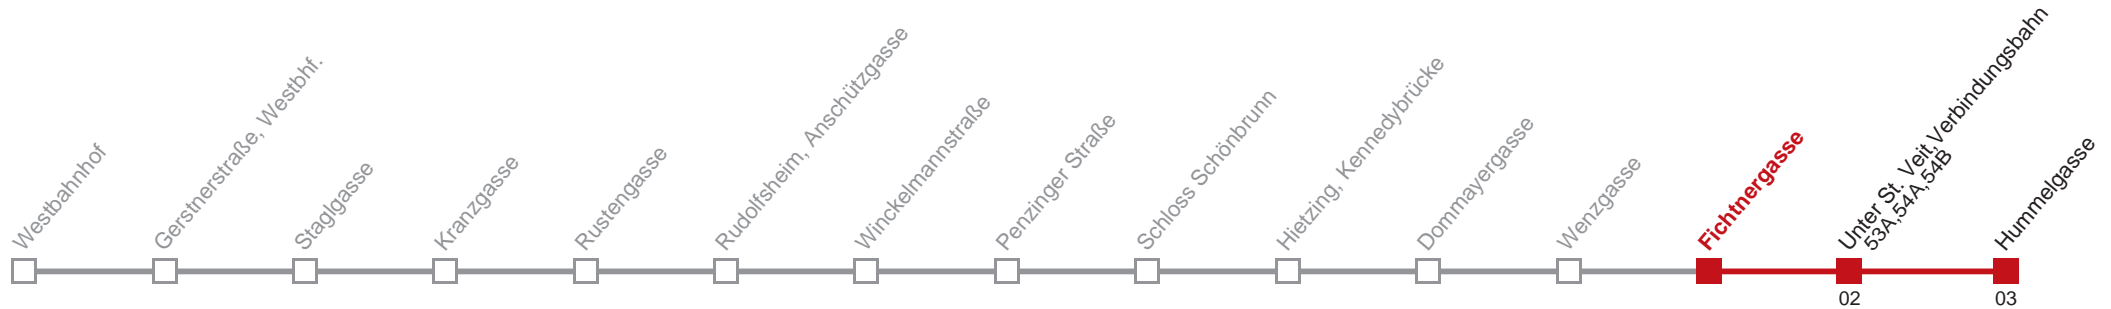 Westbahnhof
Gerstnerstraße, Westbhf.
Staglgasse
Kranzgasse
Rustengasse
Rudolfsheim, Anschützgasse
Winckelmannstraße
Penzinger Straße
Schloss Schönbrunn
Hietzing, Kennedybrücke
Dommayergasse
Wenzgasse
Fichtnergasse
Unter St. Veit,Verbindungsbahn
53A,54A,54B
Hummelgasse
02
03